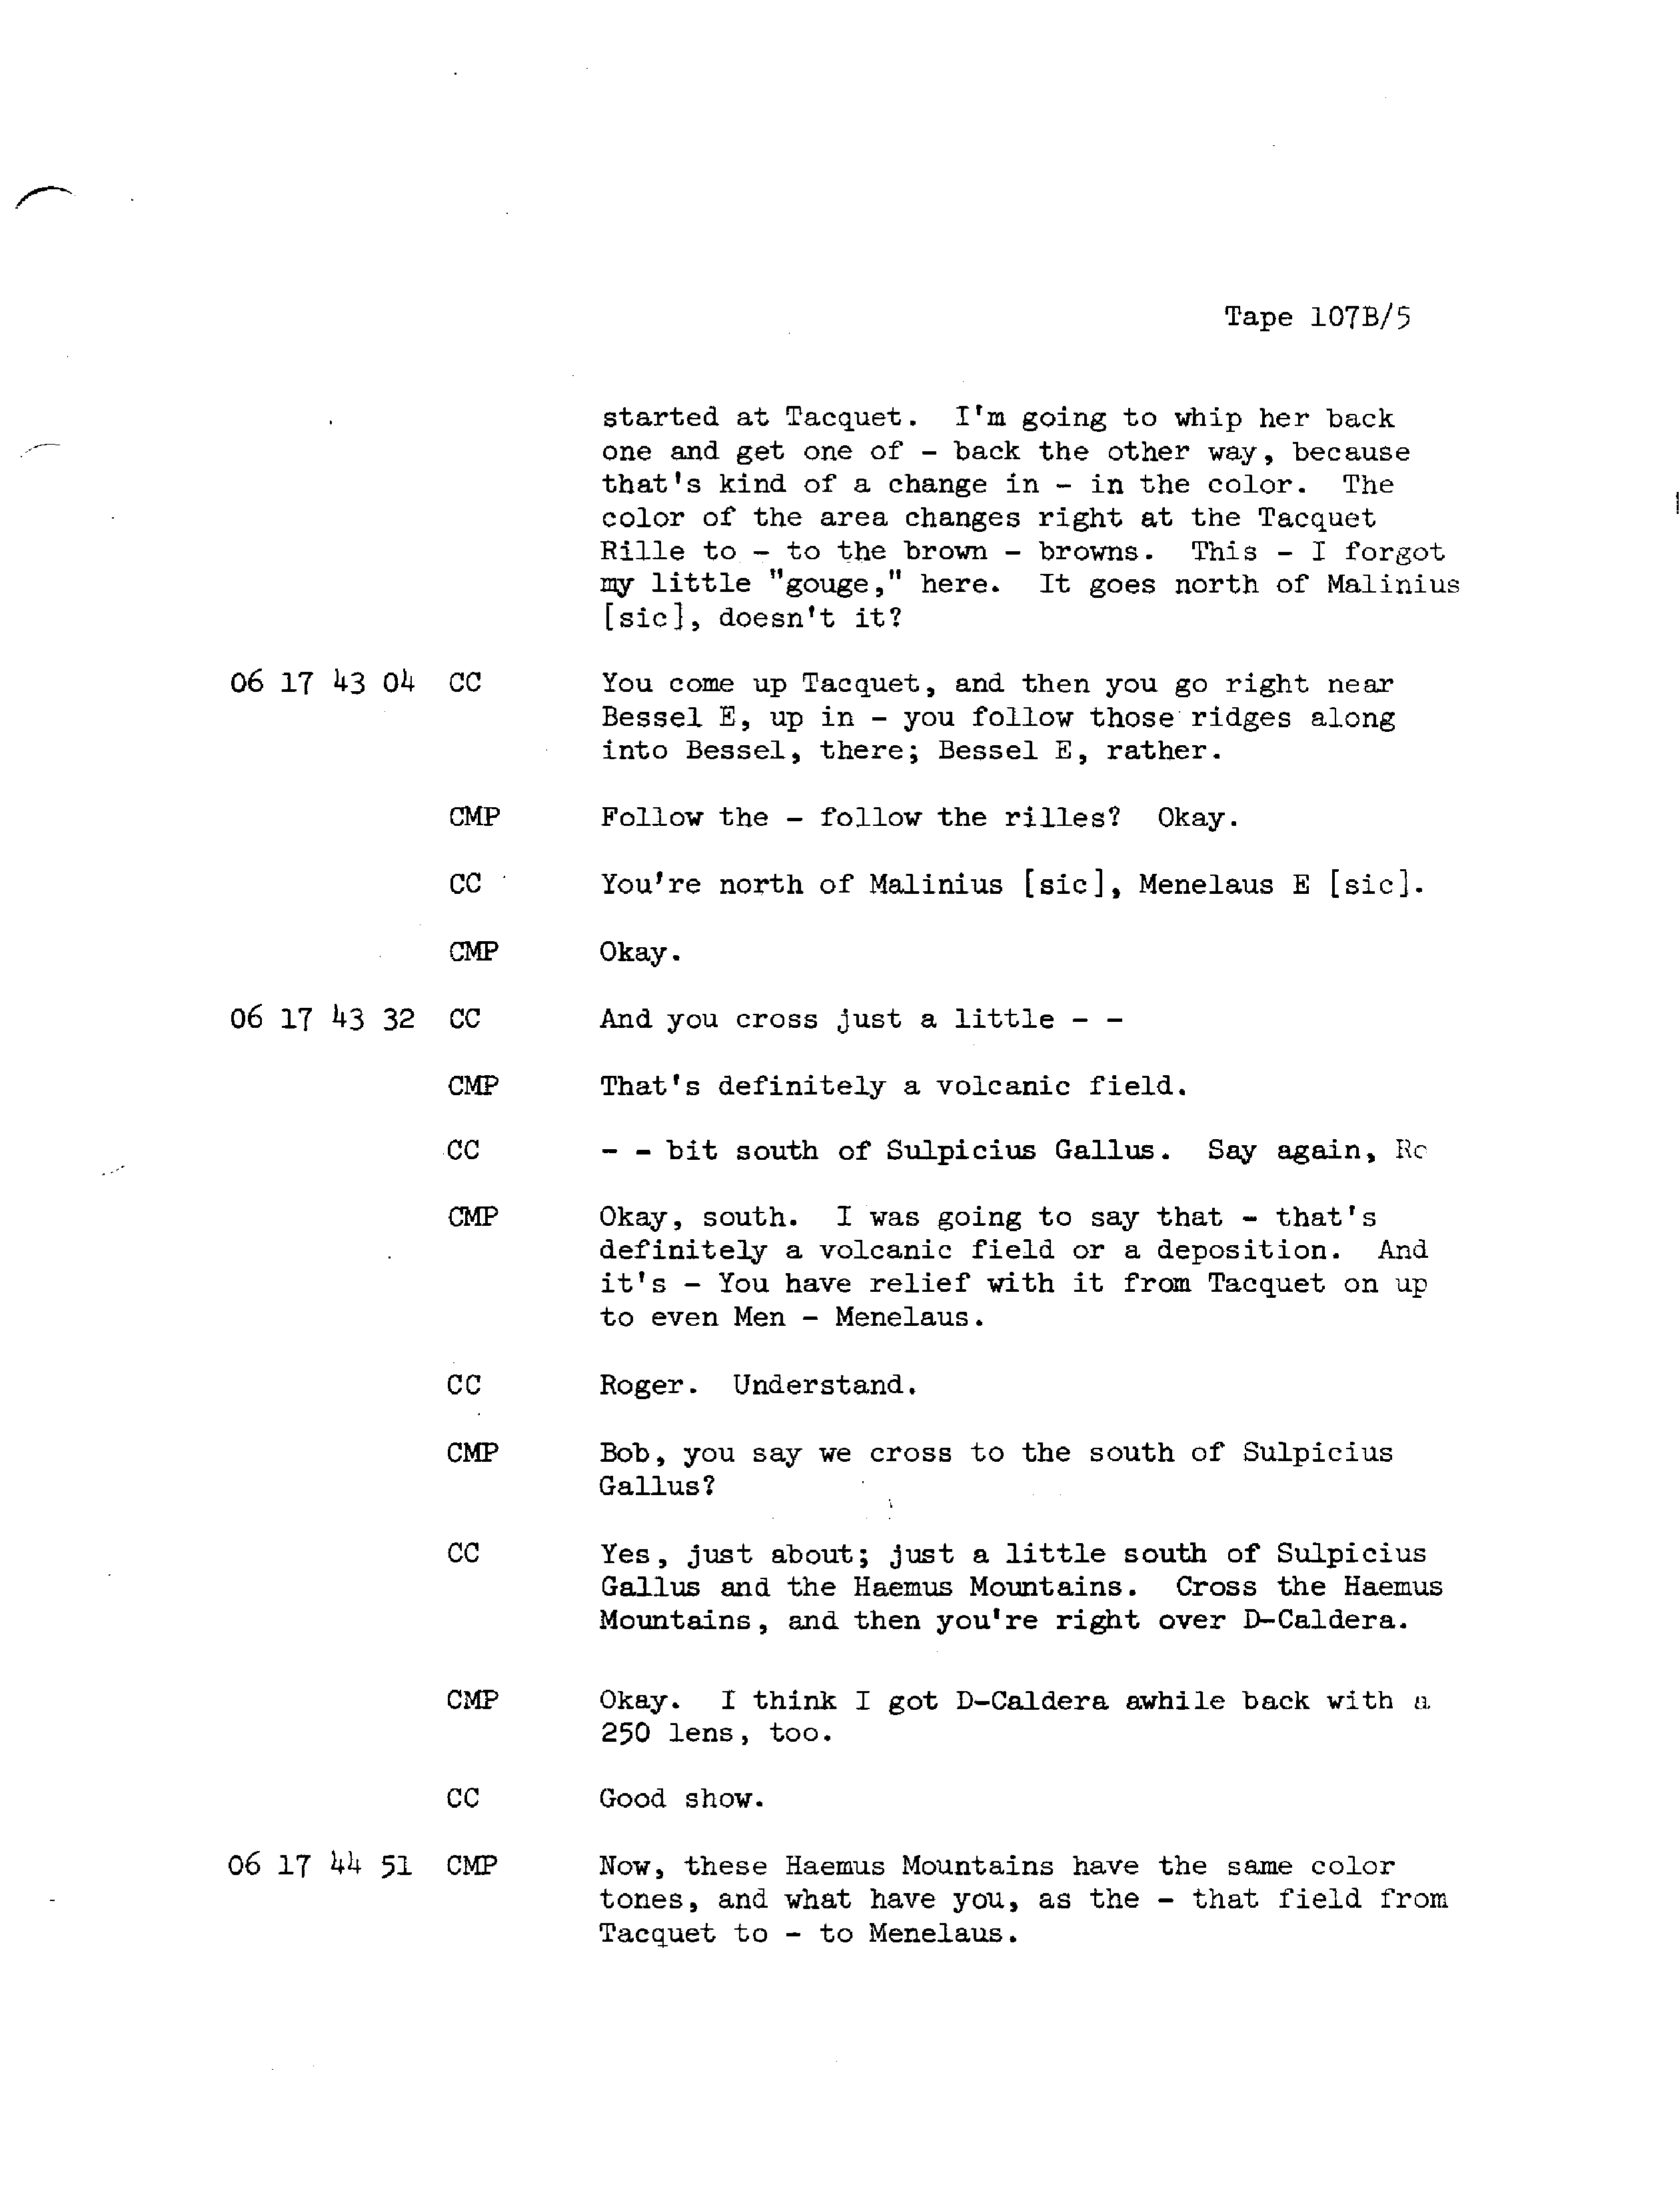 Tape 107B/5
started at Tacquet. I'm going to whip her back
one and get one of - back the other way, because
that's kind of a change in - in the color. The
color of the area changes right at the Tacquet
Rille to - to the brown - browns. This - I forgot
my little "gouge," here. It goes north of Malinius
[sic], doesn't it?
06 17 43 04 CC You come up Tacquet, and then you go right near
Bessel E, up in - you follow those ridges along
into Bessel, there; Bessel E, rather.
CMP Follow the - follow the rilles? Okay.
CC You're north of Malinius [sic], Menelaus E [sic].
CMP Okay.
06 17 43 32 CC And you cross just a little - -
CMP That's definitely a volcanic field.
CC - - bit south of Sulpicius Gallus. Say again,
CMP Okay, south. I was going to say that - that's
definitely a volcanic field or a deposition. And
it's - You have relief with it from Tacquet on up
to even Men - Menelaus.
CC Roger. Understand.
CMP Bob, you say we cross to the south of Sulpicius
Gallus?
CC Yes, just about; just a little south of Sulpicius
Gallus and the Haemus Mountains. Cross the Haemus
Mountains, and then you're right over D-Caldera.
CMP Okay. I think I got D-Caldera awhile back with a
250 lens, too.
CC Good show.
06 17 44 51 CMP Now, these Haemus Mountains have the same color
tones, and what have you, as the - that field from
Tacquet to - to Menelaus.